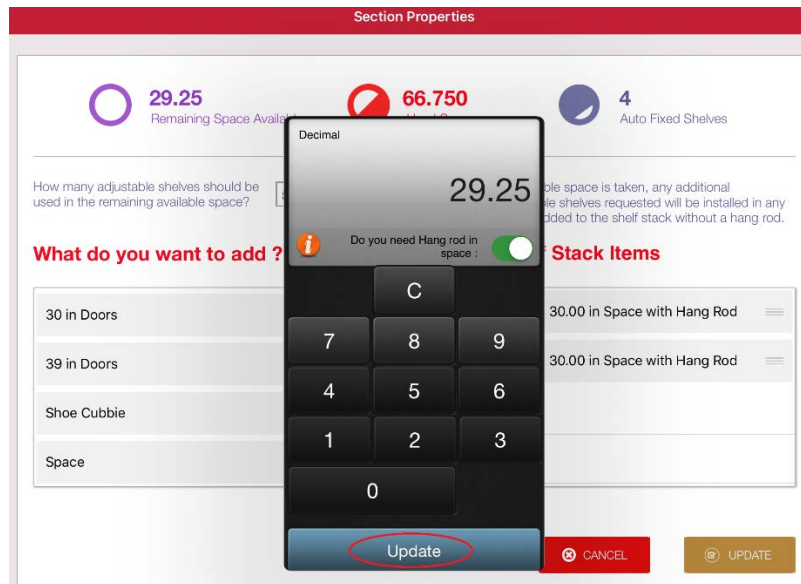 Section Properties
29.25
Remaining Space
66.750
4
Auto Fixed Shelves
How many adjustable shelves should be
used in the remaining available space?
space is taken, any additional
shelves requested will be installed in any
to the shelf stack without a hang rod.
What do you want to add ?
Stack Items
30 in Doors
39 in Doors
Shoe Cubbie
Space
30.00 in Space with Hang Rod
30.00 in Space with Hang Rod
Decimal
29.25
Do you need Hang rod in
space :
C
7 8 9
4 5 6
1 2 3
0
Update
CANCEL
UPDATE